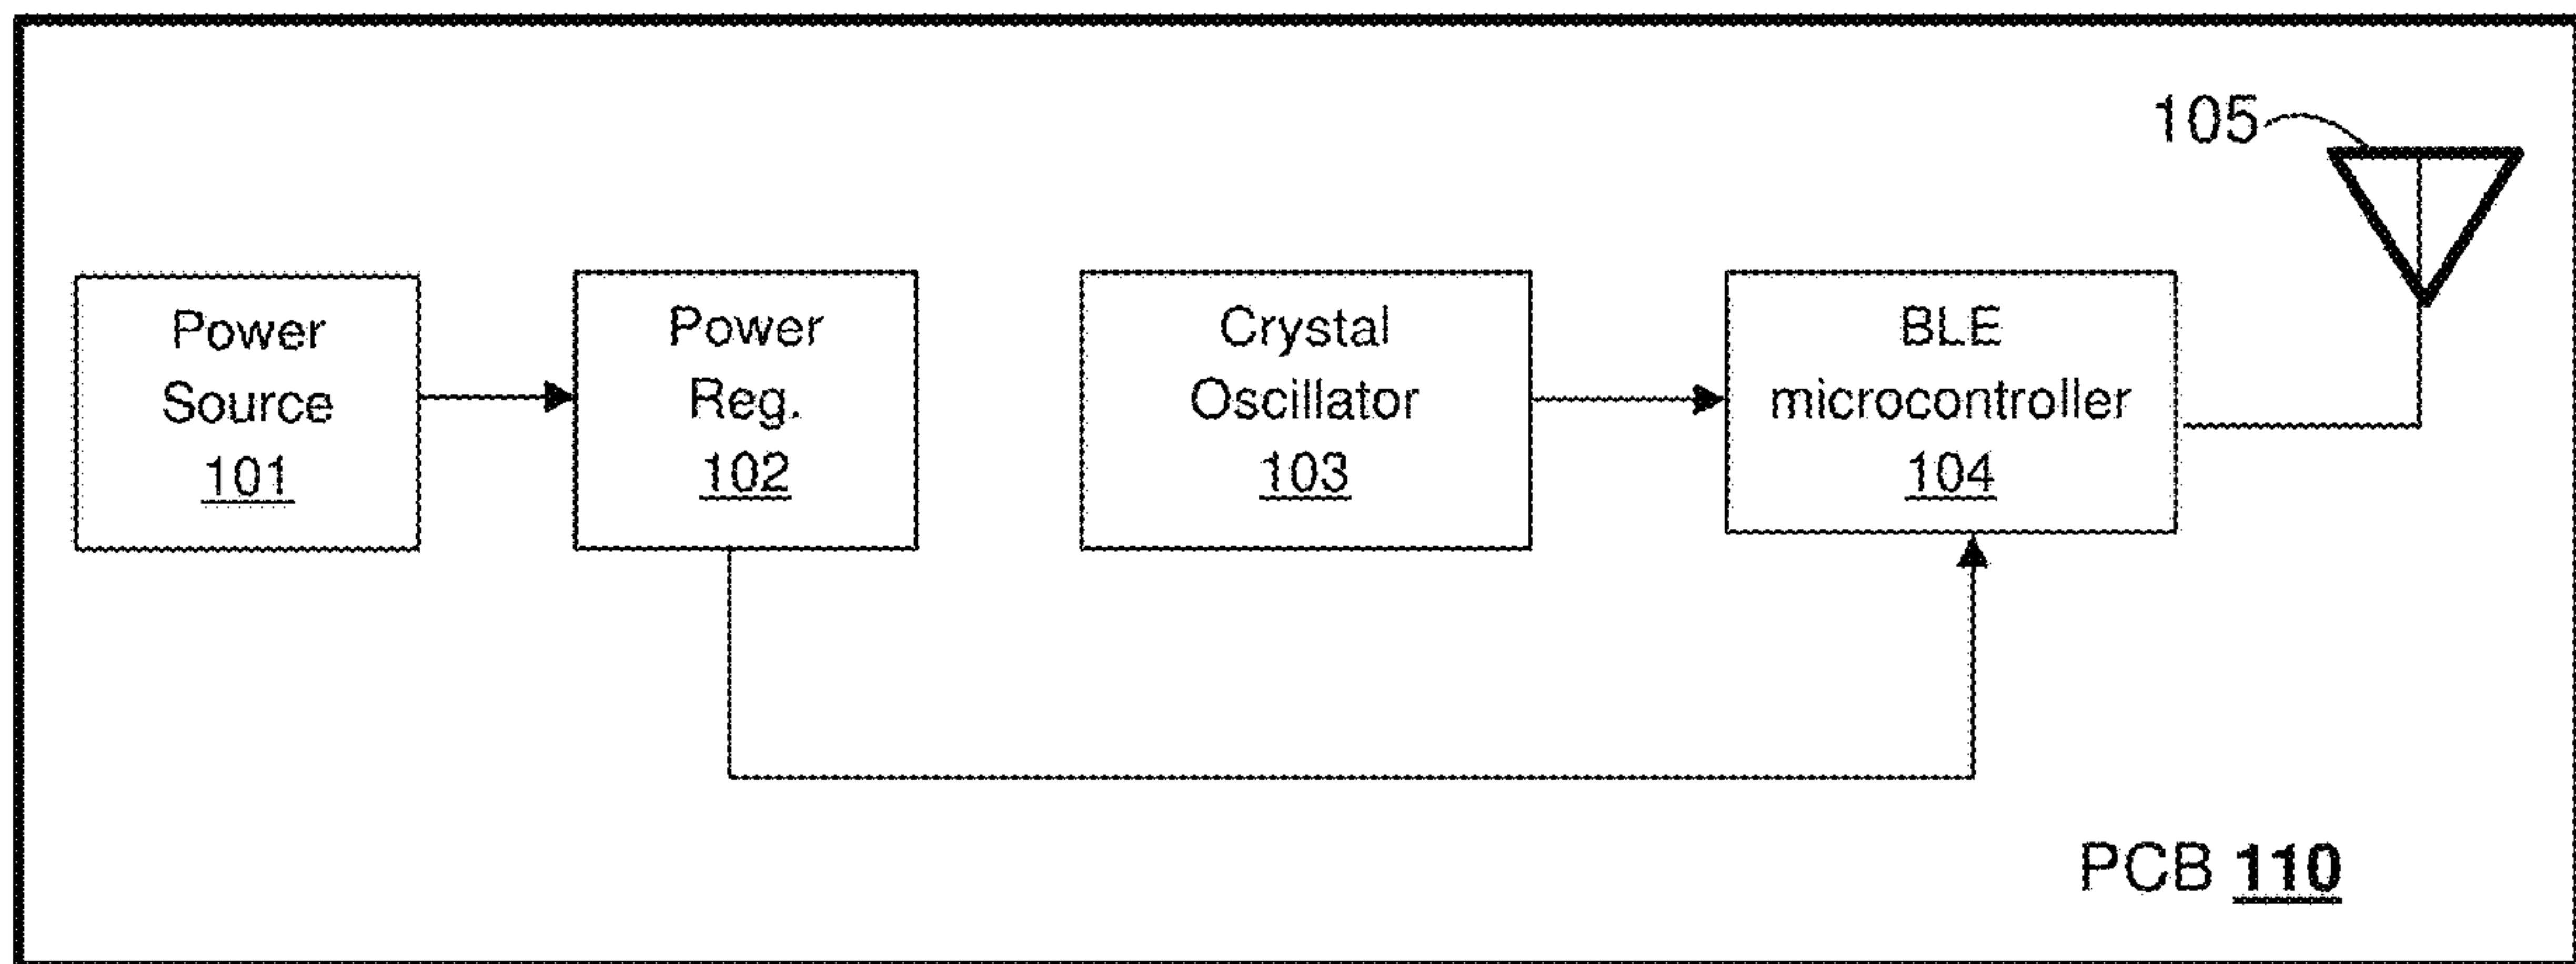 105
Power
Source
101
Power
Reg.
102
Crystal
Oscillator
103
BLE
microcontroller
104
PCB 110